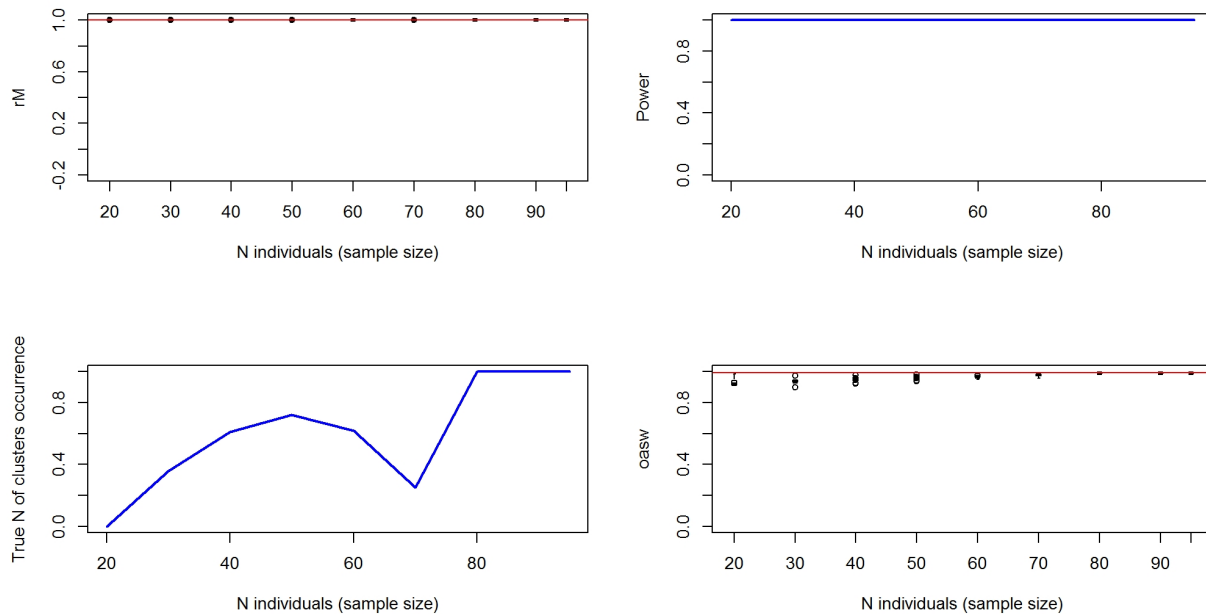 rM
1.0
0.6
0.2
-0.2
20 30 40 50 60 70 80 90
N individuals (sample size)
Power
0.8
0.4
0.0
20 40 60 80
N individuals (sample size)
True N of clusters occurrence
0.8
0.4
0.0
20 40 60 80
N individuals (sample size)
oasw
0.8
0.4
0.0
20 30 40 50 60 70 80 90
N individuals (sample size)